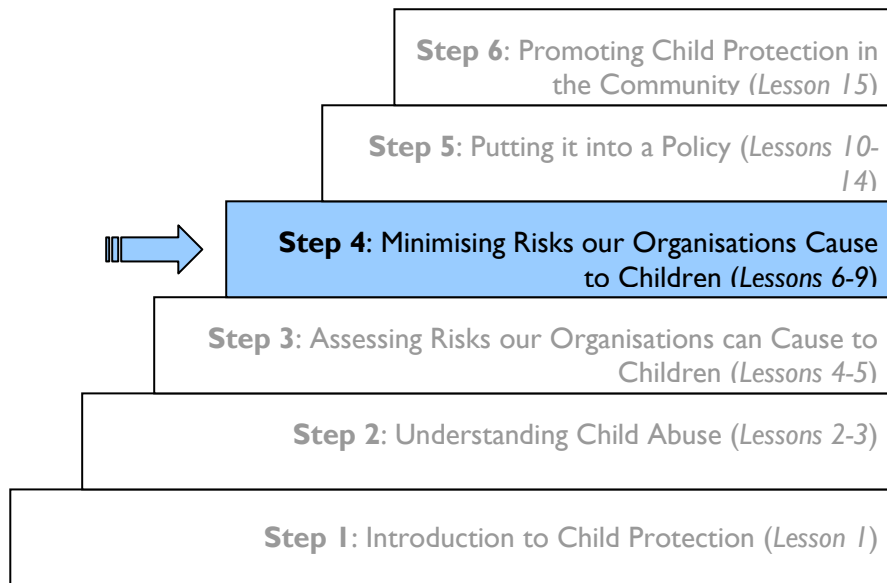 Step 6: Promoting Child Protection in
the Community (Lesson 15)
Step 5: Putting it into a Policy (Lessons 10-
14)
Step 4: Minimising Risks our Organisations Cause
to Children (Lessons 6-9)
Step 3: Assessing Risks our Organisations can Cause to
Children (Lessons 4-5)
Step 2: Understanding Child Abuse (Lessons 2-3)
Step 1: Introduction to Child Protection (Lesson 1)